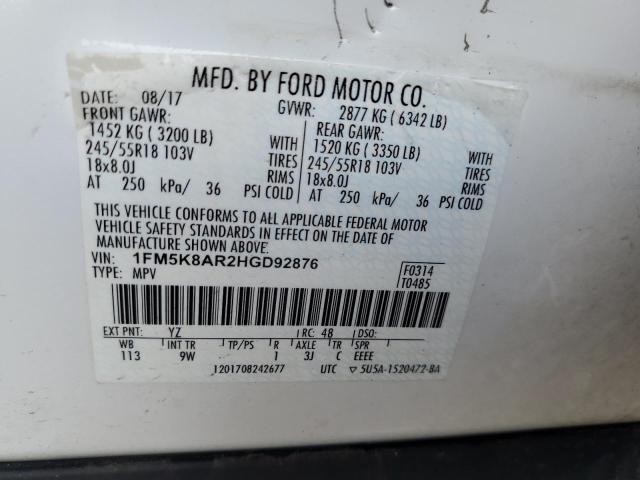 MFD. BY FORD MOTOR CO.
DATE: 08/17 GVWR: 2877 KG ( 6342 LB)
FRONT GAWR: REAR GAWR:
1452 KG ( 3200 LB) WITH 1520 KG ( 3350 LB) WITH
245/55R18 103V TIRES 245/55R18 103V TIRES
18x8.0J RIMS 18x8.0J RIMS
AT 250 kPa/ 36 PSI COLD AT 250 kPa/ 36 PSI COLD
THIS VEHICLE CONFORMS TO ALL APPLICABLE FEDERAL MOTOR
VEHICLE SAFETY STANDARDS IN EFFECT ON THE DATE OF
MANUFACTURE SHOWN ABOVE.
VIN: 1FM5K8AR2HGD92876 F0314
TYPE: MPV T0485
EXT PNT: YZ RC: 48 DSO:
WB INT TR TP/PS R AXLE TR SPR
113 9W 1 3J C EEEE
1201708242677 UTC ▽ 5U5A-1520472-BA